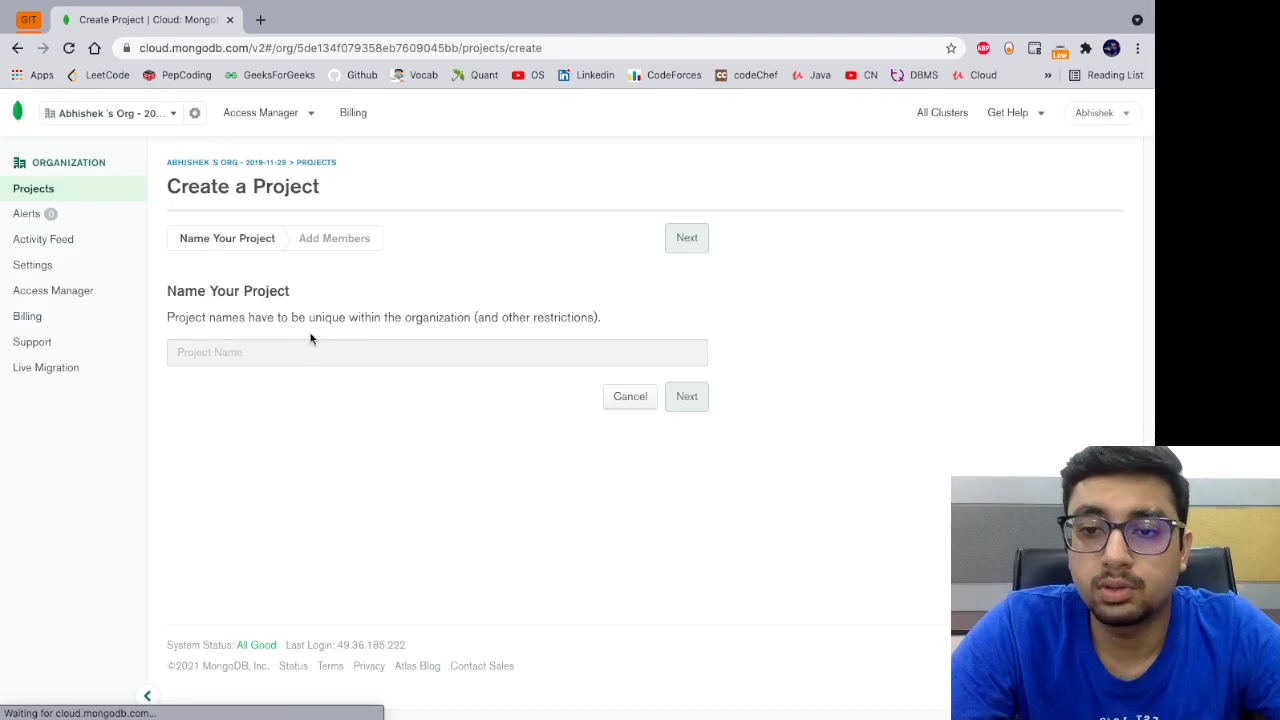 GIT
Create Project | Cloud: MongoD
cloud.mongodb.com/v2#/org/5de134f079358eb7609045bb/projects/create
ABP
Low
Apps LeetCode PepCoding GeeksForGeeks Github Vocab Quant OS Linkedin CodeForces codeChef Java CN DBMS Cloud » Reading List
Abhishek 's Org - 20... Access Manager Billing All Clusters Get Help Abhishek
ORGANIZATION
Projects
Alerts 0
Activity Feed
Settings
Access Manager
Billing
Support
Live Migration
ABHISHEK 'S ORG - 2019-11-29 > PROJECTS
Create a Project
Name Your Project Add Members Next
Name Your Project
Project names have to be unique within the organization (and other restrictions).
Project Name
Cancel Next
System Status: All Good Last Login: 49.36.185.222
©2021 MongoDB, Inc. Status Terms Privacy Atlas Blog Contact Sales
Waiting for cloud.mongodb.com...